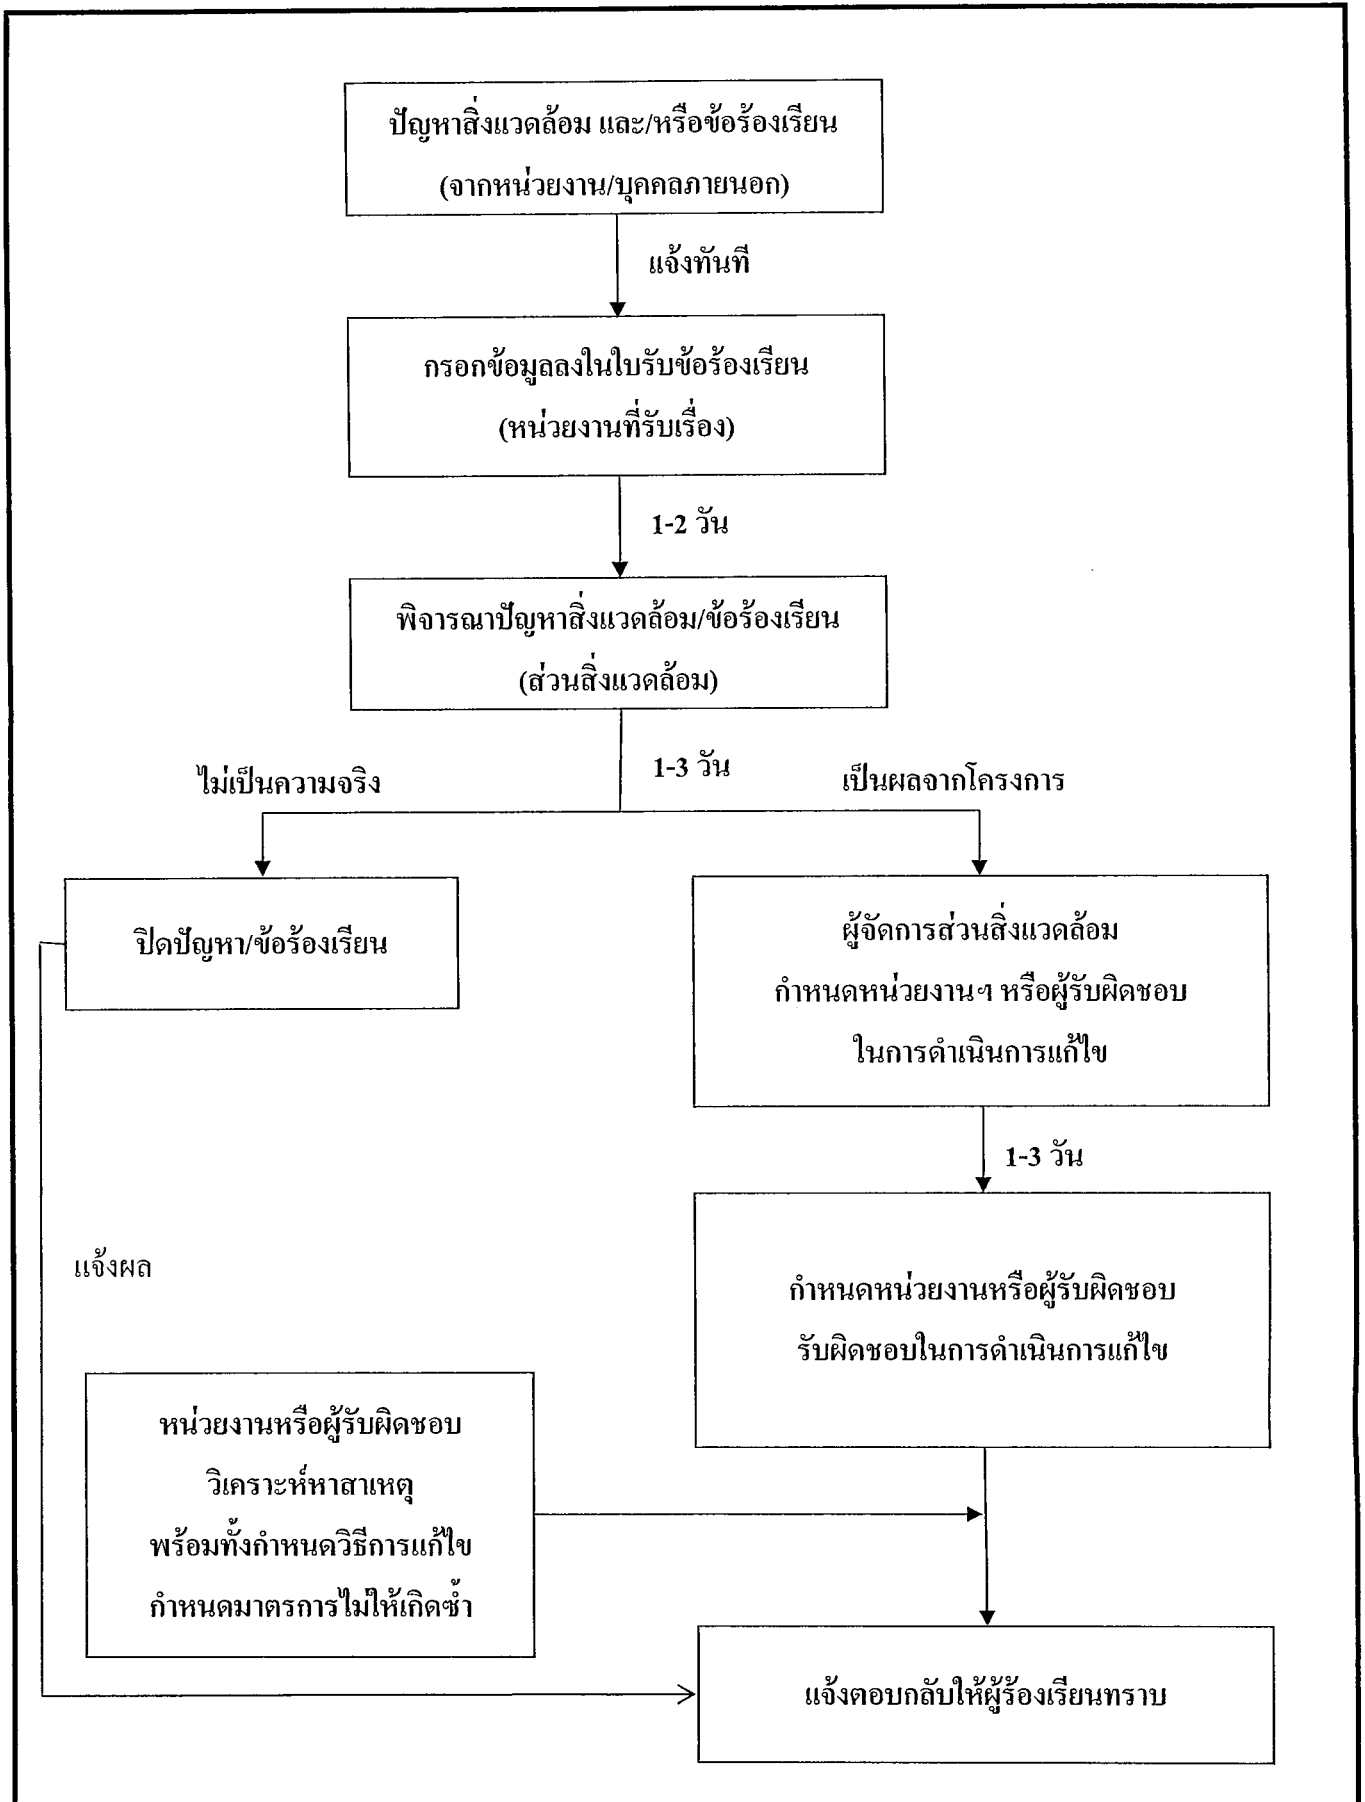 ปัญหาสิ่งแวดล้อม และ/หรือข้อร้องเรียน
(จากหน่วยงาน/บุคคลภายนอก)
แจ้งทันที
กรอกข้อมูลลงในใบรับข้อร้องเรียน
(หน่วยงานที่รับเรื่อง)
1-2 วัน
พิจารณาปัญหาสิ่งแวดล้อม/ข้อร้องเรียน
(ส่วนสิ่งแวดล้อม)
1-3 วัน
ไม่เป็นความจริง
เป็นผลจากโครงการ
ปิดปัญหา/ข้อร้องเรียน
ผู้จัดการส่วนสิ่งแวดล้อม
กำหนดหน่วยงานฯ หรือผู้รับผิดชอบ
ในการดำเนินการแก้ไข
1-3 วัน
แจ้งผล
กำหนดหน่วยงานหรือผู้รับผิดชอบ
รับผิดชอบในการดำเนินการแก้ไข
หน่วยงานหรือผู้รับผิดชอบ
วิเคราะห์หาสาเหตุ
พร้อมทั้งกำหนดวิธีการแก้ไข
กำหนดมาตรการไม่ให้เกิดซ้ำ
แจ้งตอบกลับให้ผู้ร้องเรียนทราบ